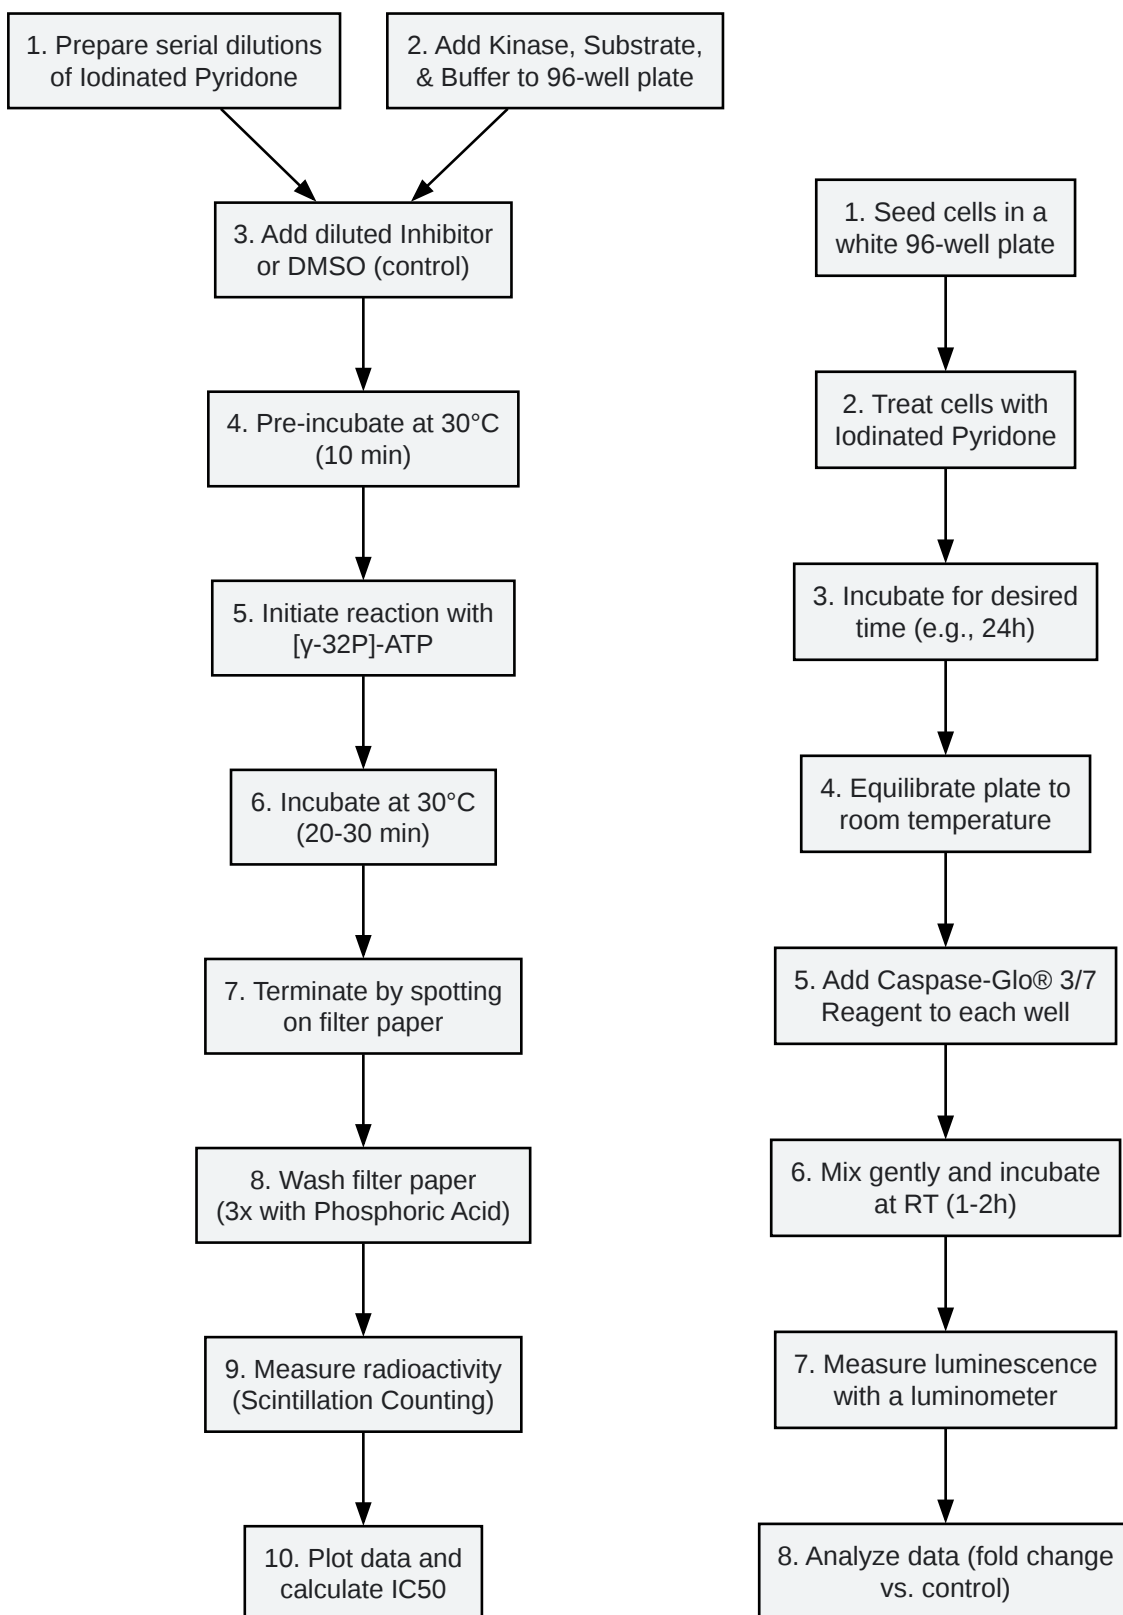 1. Prepare serial dilutions
of Iodinated Pyridone
2. Add Kinase, Substrate,
& Buffer to 96-well plate
3. Add diluted Inhibitor
or DMSO (control)
4. Pre-incubate at 30°C
(10 min)
5. Initiate reaction with
[γ-32P]-ATP
6. Incubate at 30°C
(20-30 min)
7. Terminate by spotting
on filter paper
8. Wash filter paper
(3x with Phosphoric Acid)
9. Measure radioactivity
(Scintillation Counting)
10. Plot data and
calculate IC50
1. Seed cells in a
white 96-well plate
2. Treat cells with
Iodinated Pyridone
3. Incubate for desired
time (e.g., 24h)
4. Equilibrate plate to
room temperature
5. Add Caspase-Glo® 3/7
Reagent to each well
6. Mix gently and incubate
at RT (1-2h)
7. Measure luminescence
with a luminometer
8. Analyze data (fold change
vs. control)